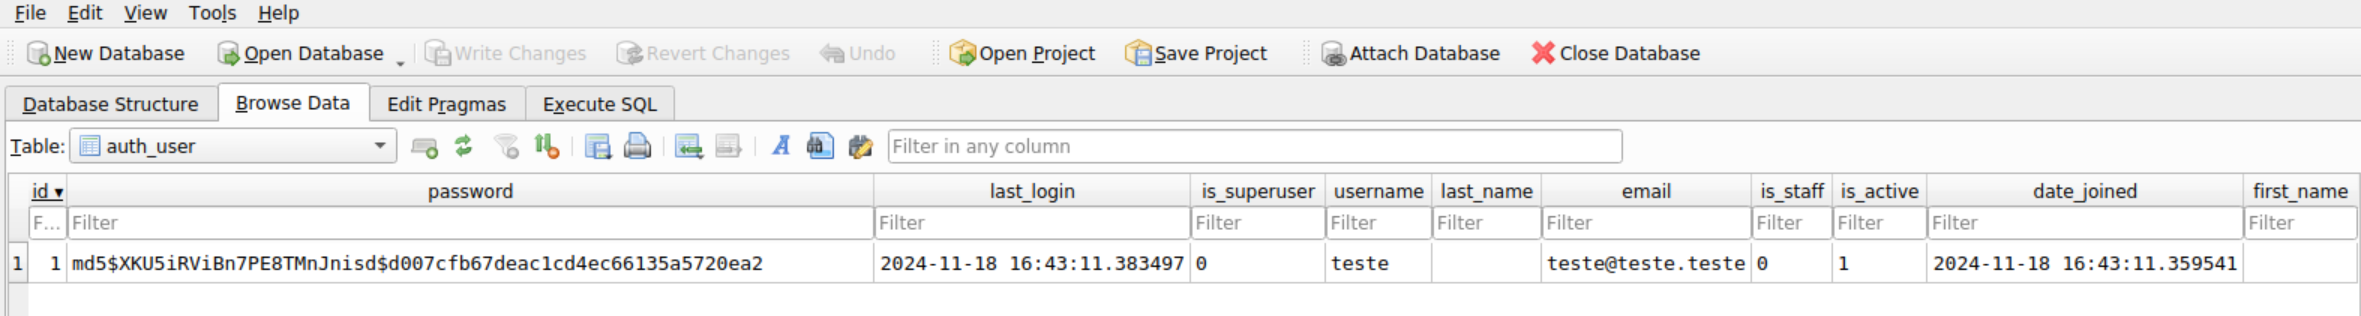 File Edit View Tools Help
New Database Open Database Write Changes Revert Changes Undo Open Project Save Project Attach Database Close Database
Database Structure Browse Data Edit Pragmas Execute SQL
Table: auth_user Filter in any column
id password last_login is_superuser username last_name email is_staff is_active date_joined first_name
F... Filter Filter Filter Filter Filter Filter Filter Filter Filter Filter
1 1 md5$XKU5iRViBn7PE8TMnJnisd$d007cfb67deac1cd4ec66135a5720ea2 2024-11-18 16:43:11.383497 0 teste teste@teste.teste 0 1 2024-11-18 16:43:11.359541